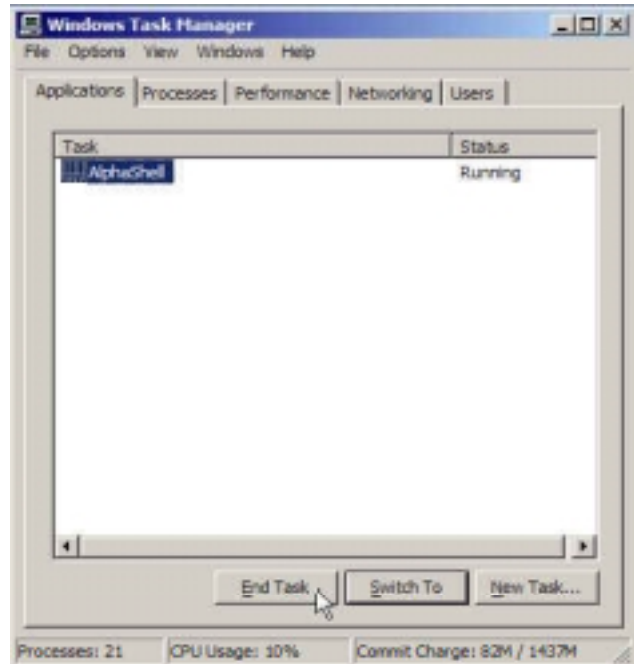 Windows Task Manager
File Options View Windows Help
Applications Processes Performance Networking Users
Task Status
AlphaShell Running
End Task Switch To New Task...
Processes: 21 CPU Usage: 10% Commit Charge: 82M / 1437M